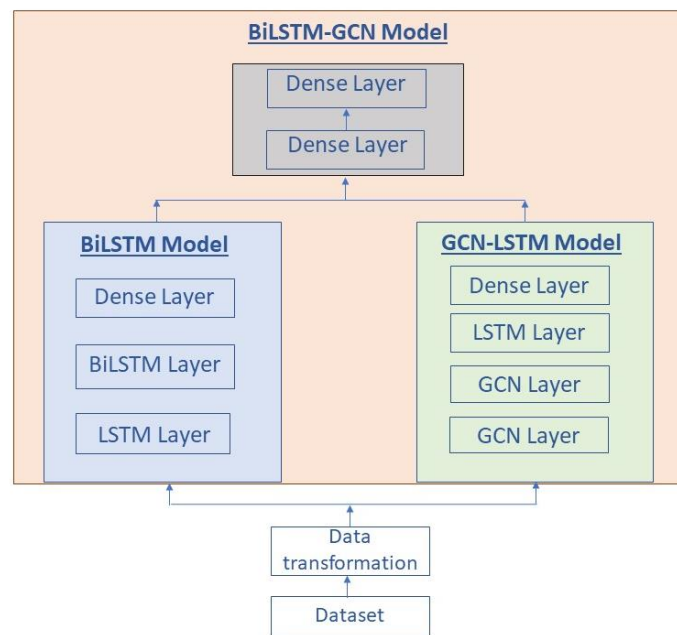 BiLSTM-GCN Model
Dense Layer
Dense Layer
BiLSTM Model
Dense Layer
BiLSTM Layer
LSTM Layer
GCN-LSTM Model
Dense Layer
LSTM Layer
GCN Layer
GCN Layer
Data
transformation
Dataset